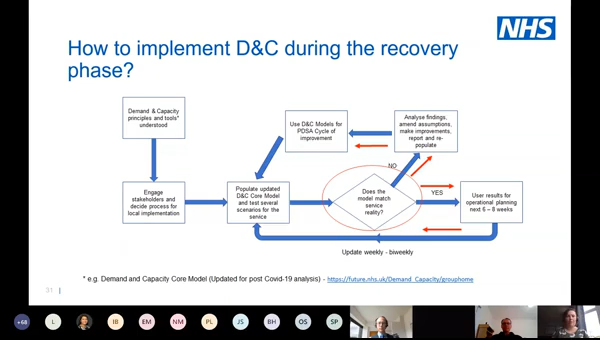 NHS
How to implement D&C during the recovery
phase?
Demand & Capacity
principles and tools*
understood
Use D&C Models for
PDSA Cycle of
improvement
Analyse findings,
amend assumptions,
make improvements,
report and re-
populate
NO
Engage
stakeholders and
decide process for
local implementation
Populate updated
D&C Core Model
and test several
scenarios for the
service
Does the
model match
service
reality?
YES
User results for
operational planning
next 6 – 8 weeks
Update weekly - biweekly
* e.g. Demand and Capacity Core Model (Updated for post Covid-19 analysis) - https://future.nhs.uk/Demand_Capacity/grouphome
31 |
+68 L IB EM NM PL JS BH OS SP